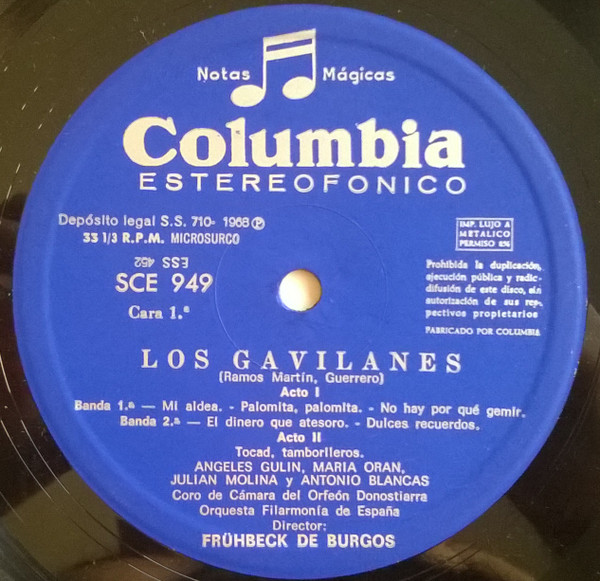 Notas Mágicas
Columbia
ESTEREOFONICO
Depósito legal S.S. 710- 1968 Ⓟ
33 1/3 R.P.M. MICROSURCO
ESS 452
SCE 949
Cara 1.ª
IMP. LUJO A
METALICO
PERMISO 8%
Prohibida la duplicación,
ejecución pública y radio-
difusión de este disco, sin
autorización de sus res-
pectivos propietarios
FABRICADO POR COLUMBIA
LOS GAVILANES
(Ramos Martín, Guerrero)
Acto I
Banda 1.ª — Mi aldea. - Palomita, palomita. - No hay por qué gemir.
Banda 2.ª — El dinero que atesoro. - Dulces recuerdos.
Acto II
Tocad, tamborileros.
ANGELES GULIN, MARIA ORAN,
JULIAN MOLINA y ANTONIO BLANCAS
Coro de Cámara del Orfeón Donostiarra
Orquesta Filarmonía de España
Director:
FRÜHBECK DE BURGOS